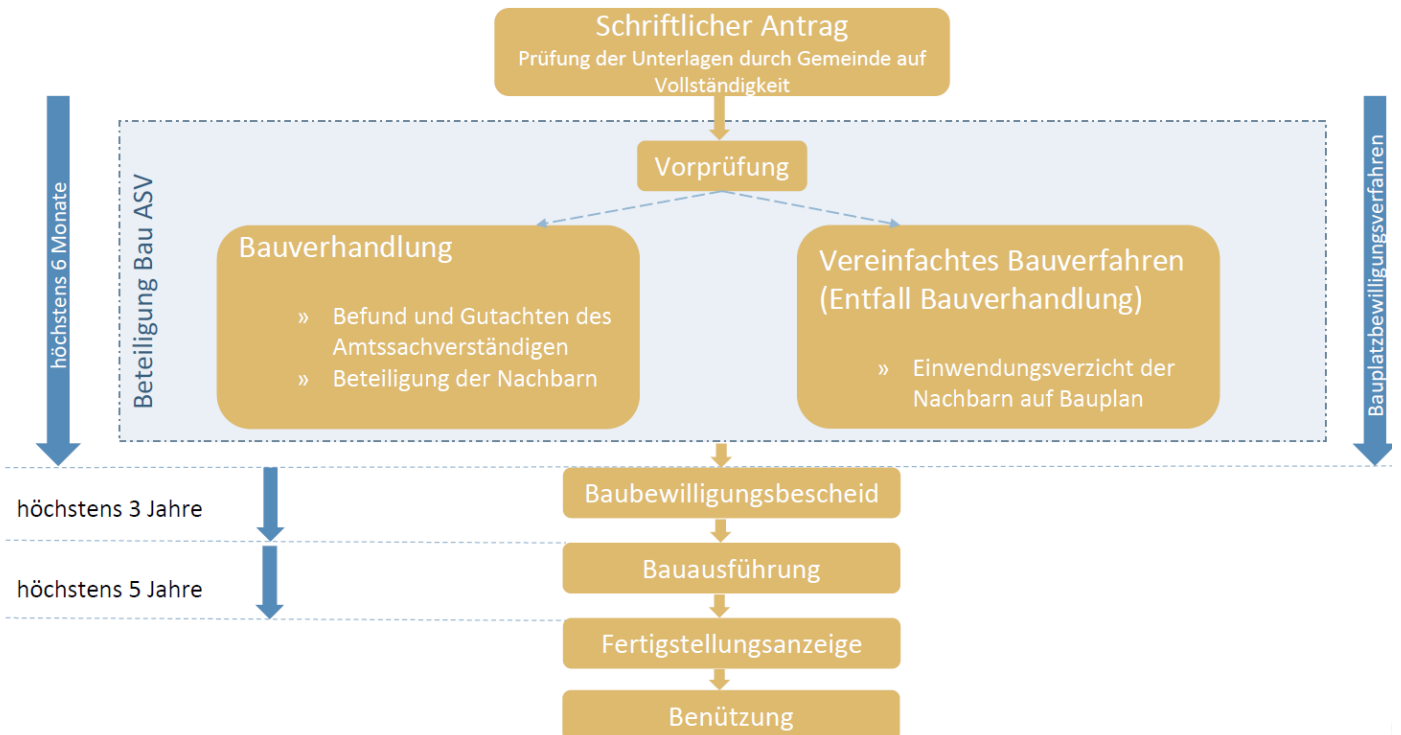 Schriftlicher Antrag
Prüfung der Unterlagen durch Gemeinde auf
Vollständigkeit
höchstens 6 Monate
Beteiligung Bau ASV
Vorprüfung
Bauplatzbewilligungsverfahren
Bauverhandlung
» Befund und Gutachten des
Amtssachverständigen
» Beteiligung der Nachbarn
Vereinfachtes Bauverfahren
(Entfall Bauverhandlung)
» Einwendungsverzicht der
Nachbarn auf Bauplan
Baubewilligungsbescheid
höchstens 3 Jahre
Bauausführung
höchstens 5 Jahre
Fertigstellungsanzeige
Benützung